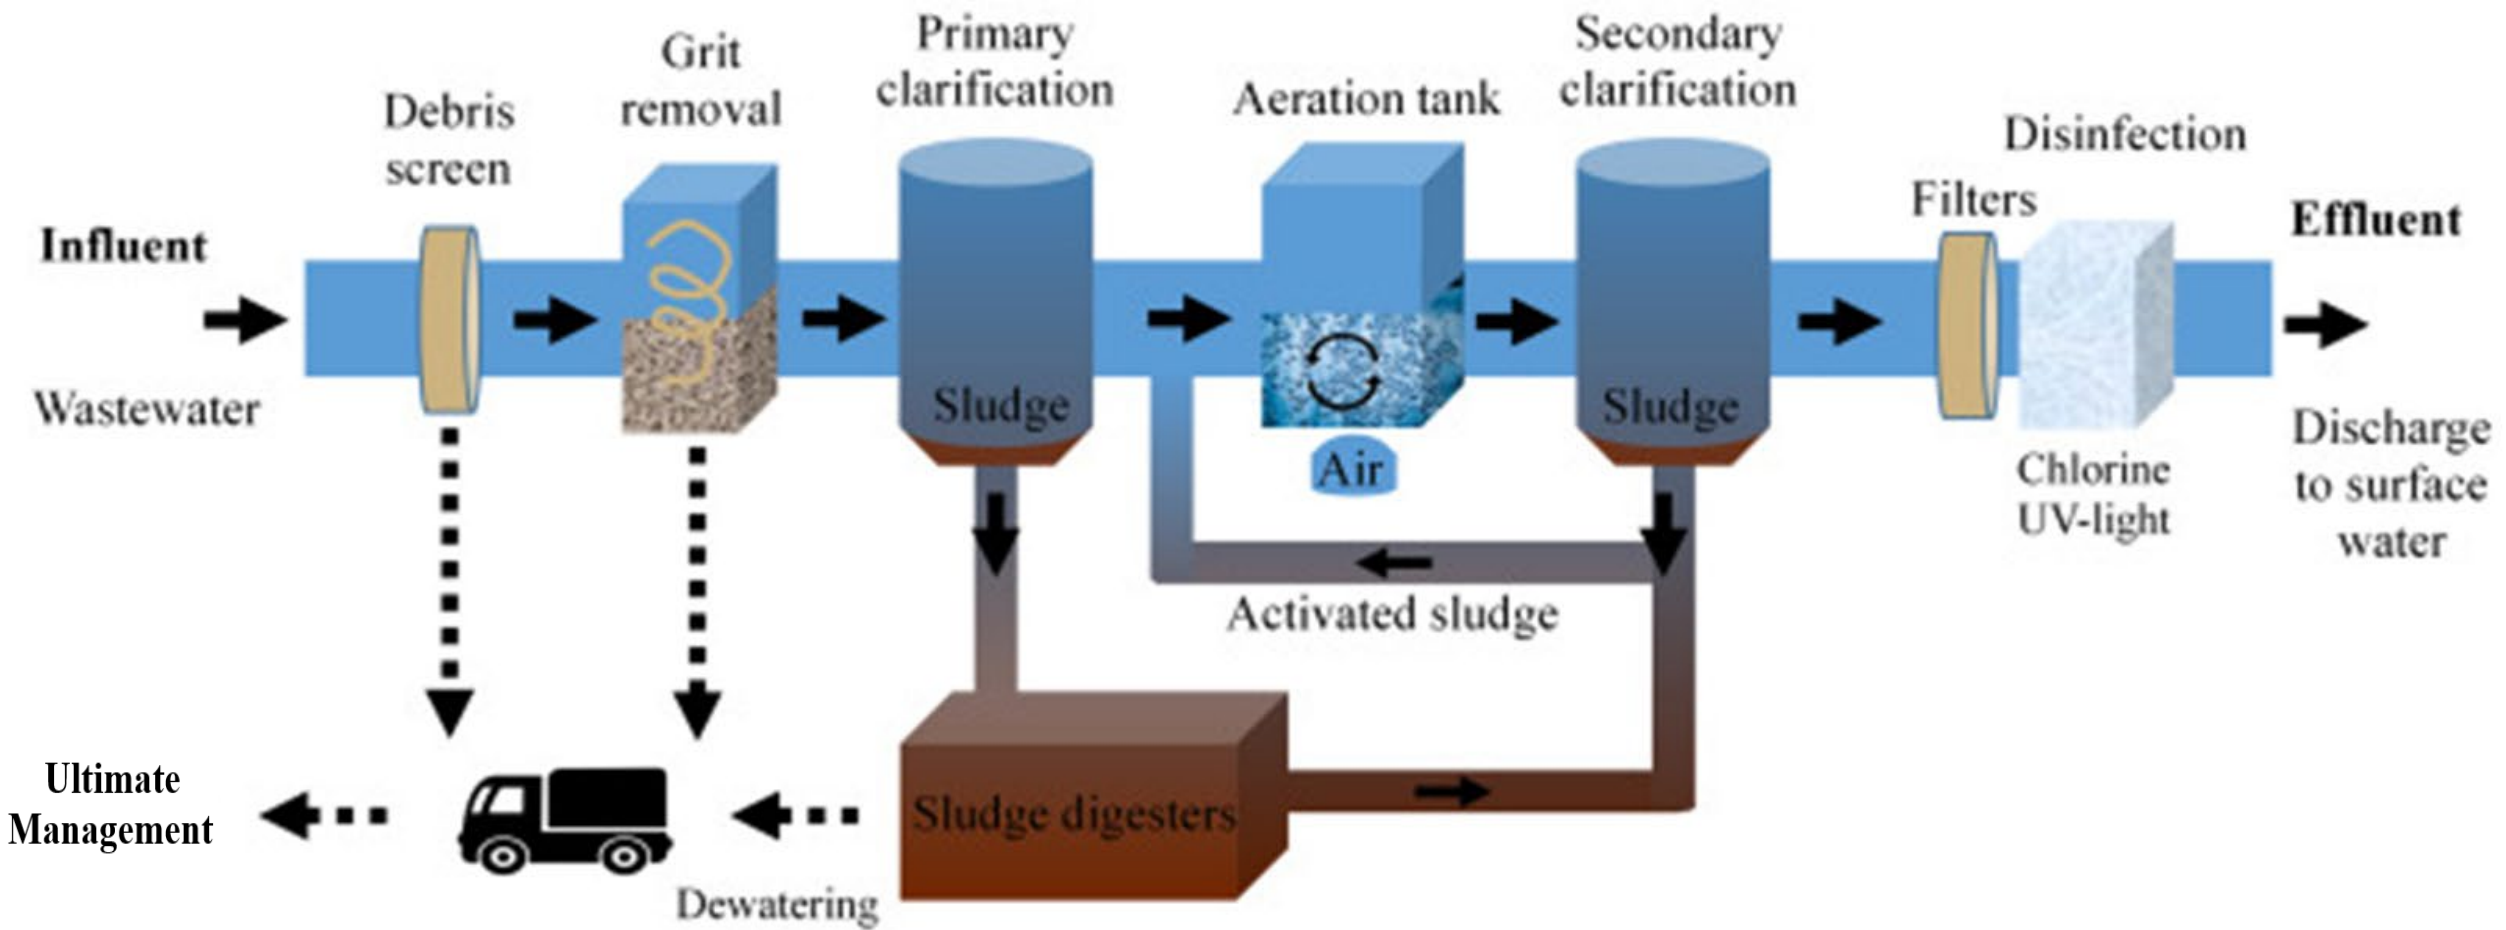 Influent
Wastewater
Debris
screen
Grit
removal
Primary
clarification
Sludge
Aeration tank
Air
Secondary
clarification
Sludge
Filters
Disinfection
Chlorine
UV-light
Effluent
Discharge
to surface
water
Activated sludge
Sludge digesters
Dewatering
Ultimate
Management